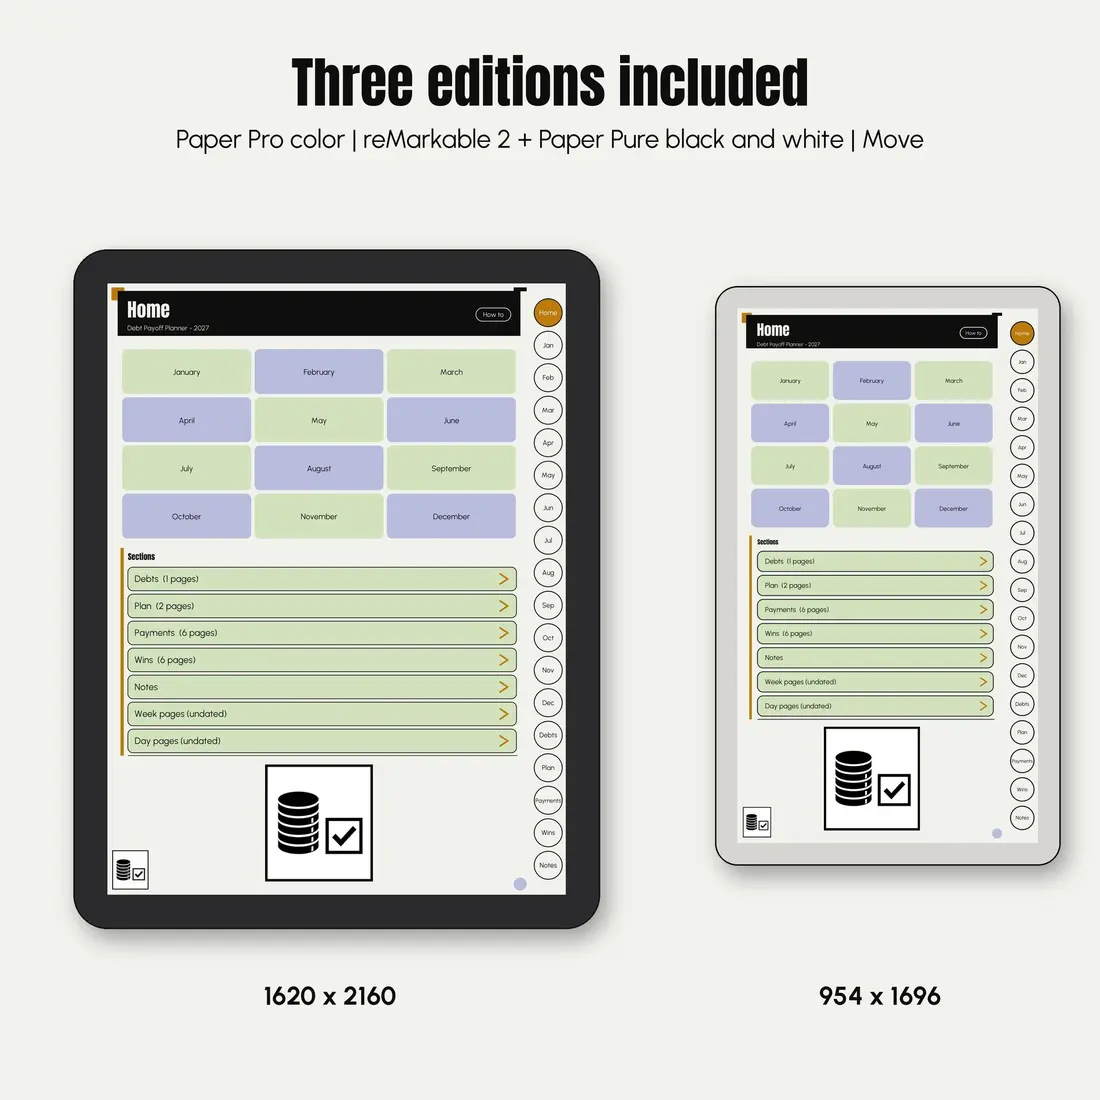 Three editions included
Paper Pro color | reMarkable 2 + Paper Pure black and white | Move
Home
Debt Payoff Planner - 2027
How to
January
February
March
April
May
June
July
August
September
October
November
December
Sections
Debts (1 pages)
Plan (2 pages)
Payments (6 pages)
Wins (6 pages)
Notes
Week pages (undated)
Day pages (undated)
Home
Jan
Feb
Mar
Apr
May
Jun
Jul
Aug
Sep
Oct
Nov
Dec
Debts
Plan
Payments
Wins
Notes
1620 x 2160
Home
Debt Payoff Planner - 2027
How to
January
February
March
April
May
June
July
August
September
October
November
December
Sections
Debts (1 pages)
Plan (2 pages)
Payments (6 pages)
Wins (6 pages)
Notes
Week pages (undated)
Day pages (undated)
Home
Jan
Feb
Mar
Apr
May
Jun
Jul
Aug
Sep
Oct
Nov
Dec
Debts
Plan
Payments
Wins
Notes
954 x 1696